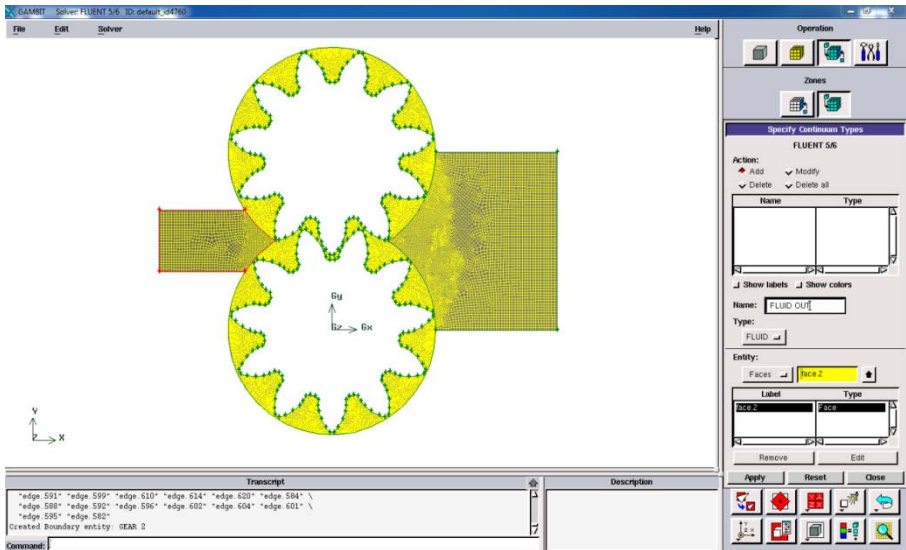 GAMBIT Solver: FLUENT 5/6 ID: default_id4760
File Edit Solver Help
Operation
Zones
Specify Continuum Types
FLUENT 5/6
Action:
Add Modify
Delete Delete all
Name Type
Show labels Show colors
Name: FLUID OUT
Type:
FLUID
Entity:
Faces face.2
Label Type
face.2 Face
Remove Edit
Apply Reset Close
Gy
Gz Gx
Y
Z X
Transcript
"edge.591" "edge.599" "edge.610" "edge.614" "edge.620" "edge.584" \
"edge.588" "edge.592" "edge.596" "edge.602" "edge.604" "edge.601" \
"edge.595" "edge.582"
Created Boundary entity: GEAR 2
Command:
Description